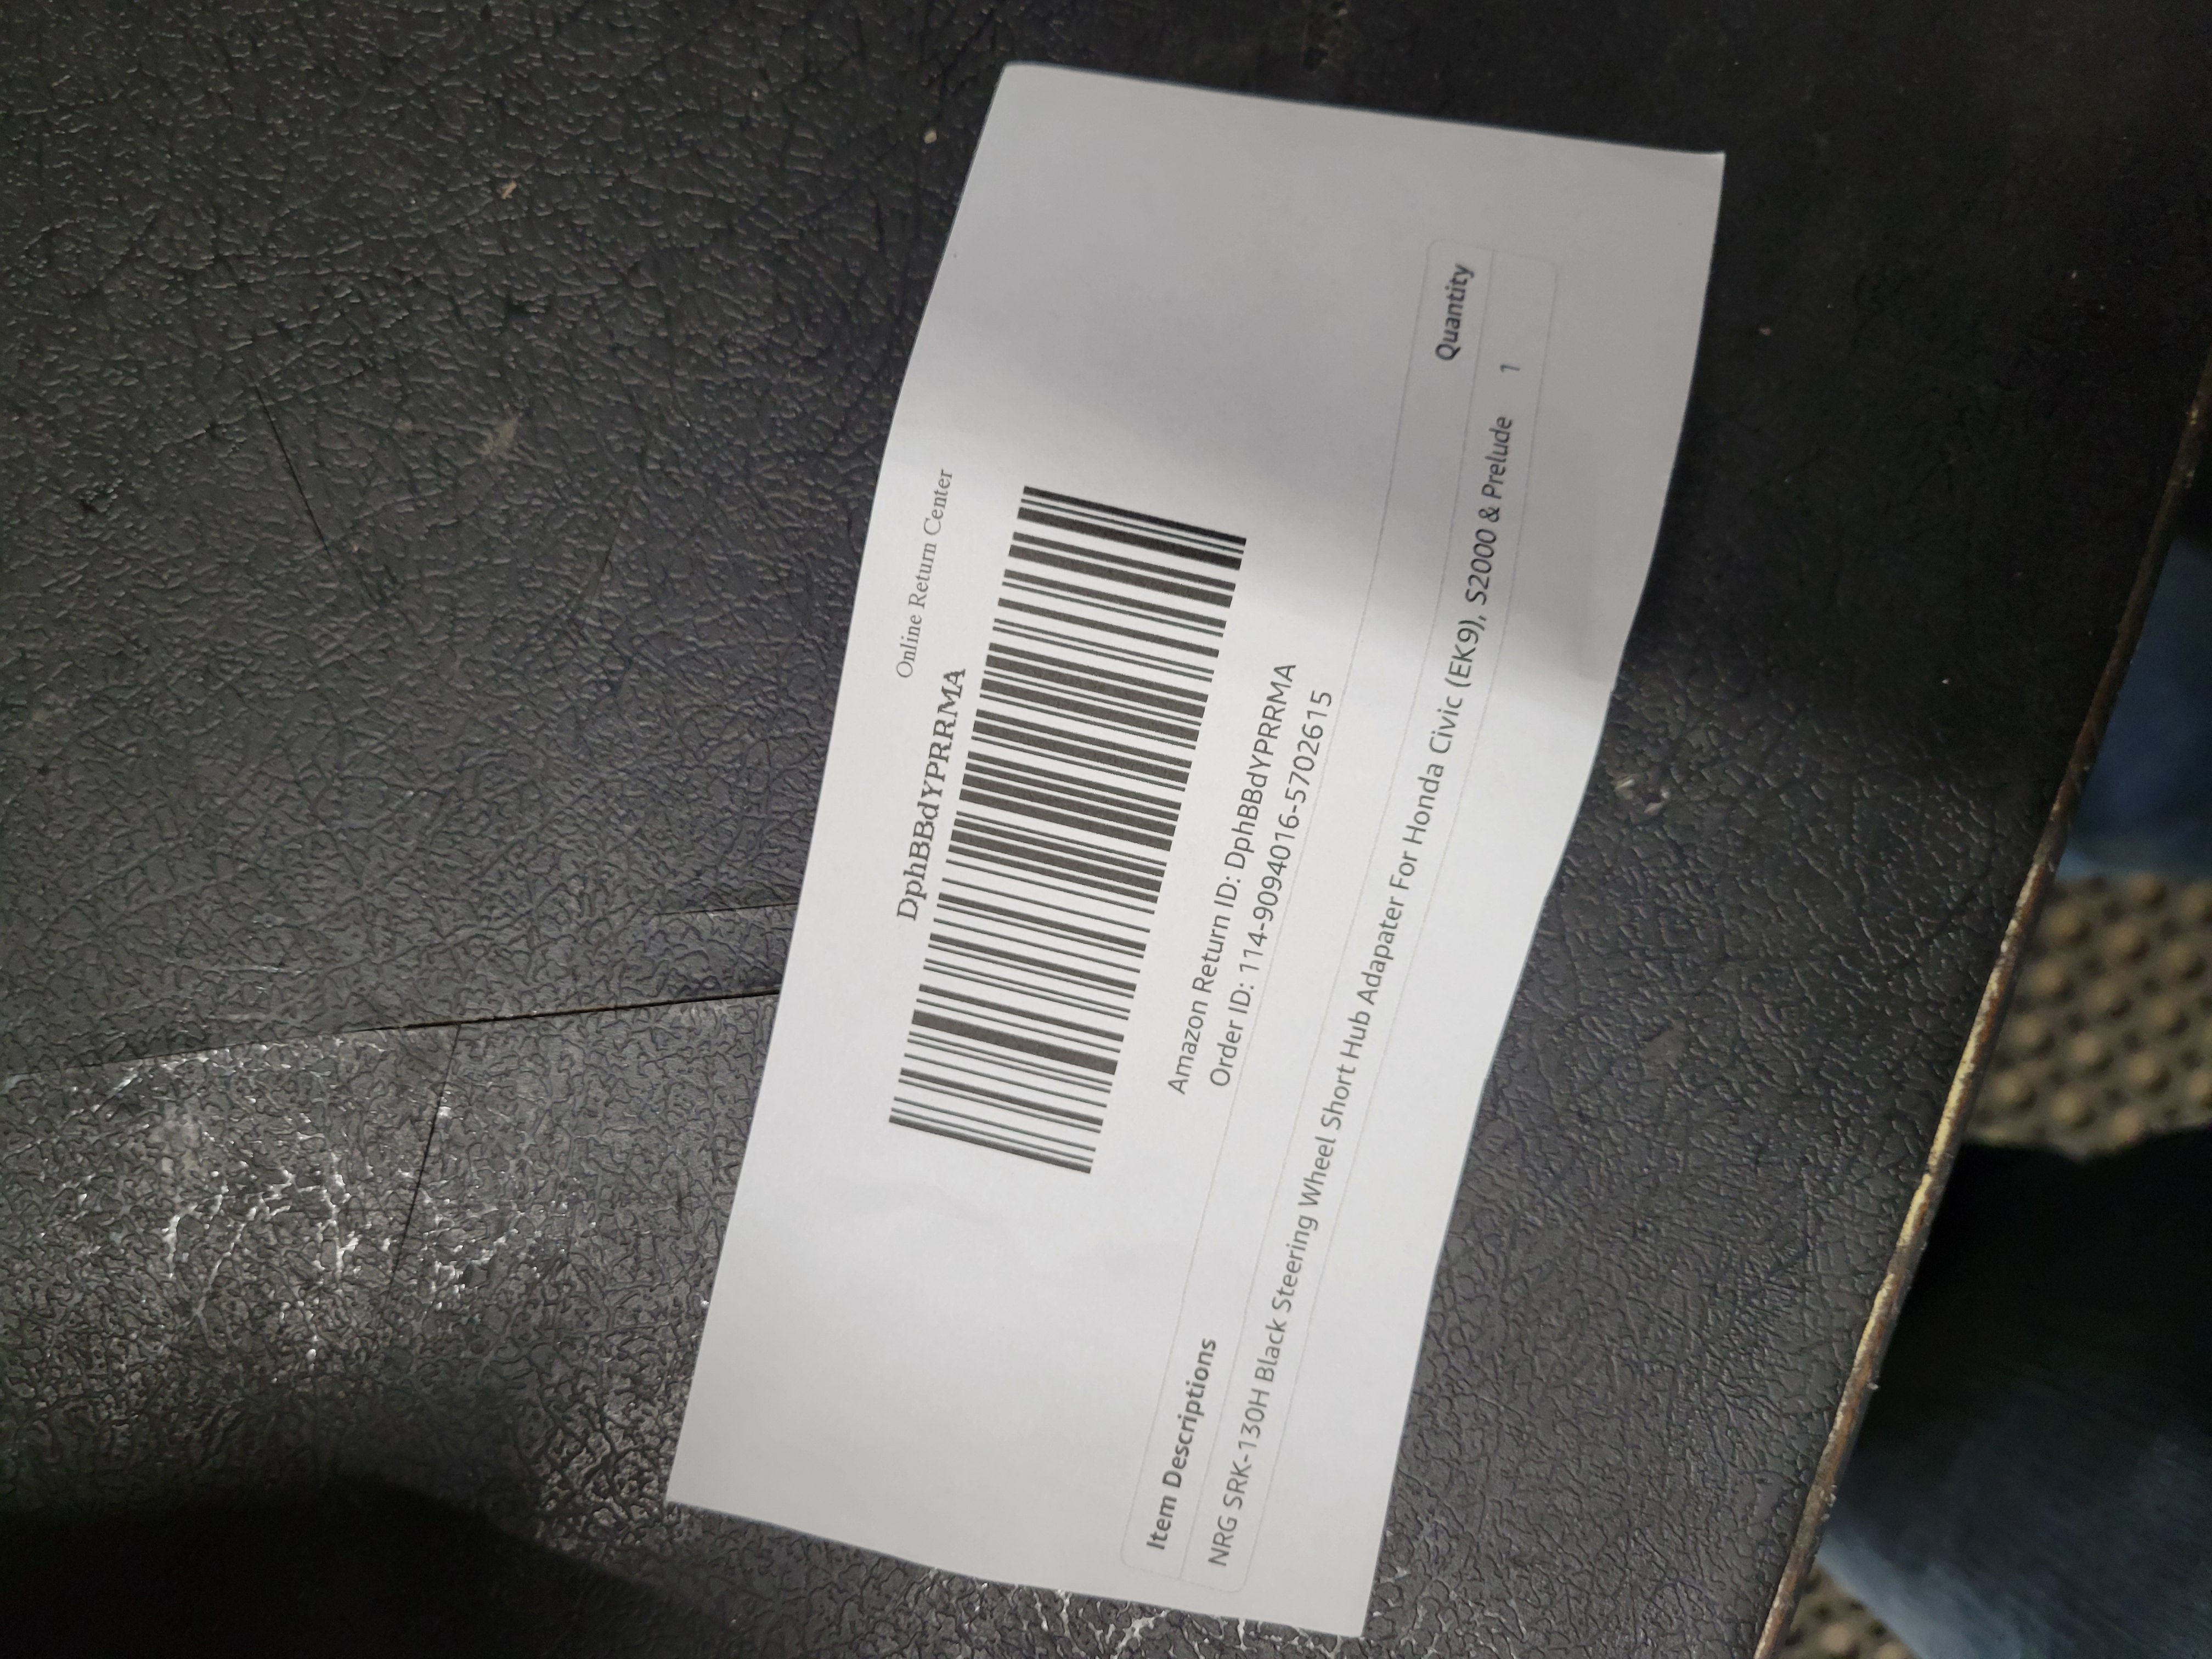 Online Return Center
DphBBdYPRRMA
Amazon Return ID: DphBBdYPRRMA
Order ID: 114-9094016-5702615
Item Descriptions Quantity
NRG SRK-130H Black Steering Wheel Short Hub Adapater For Honda Civic (EK9), S2000 & Prelude 1